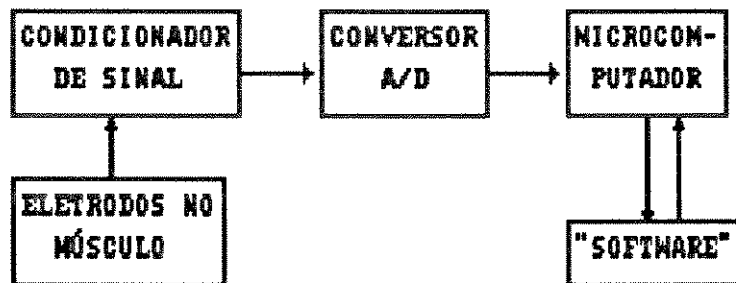 CONDICIONADOR
DE SINAL
CONVERSOR
A/D
MICROCOM-
PUTADOR
ELETRODOS NO
MÚSCULO
"SOFTWARE"